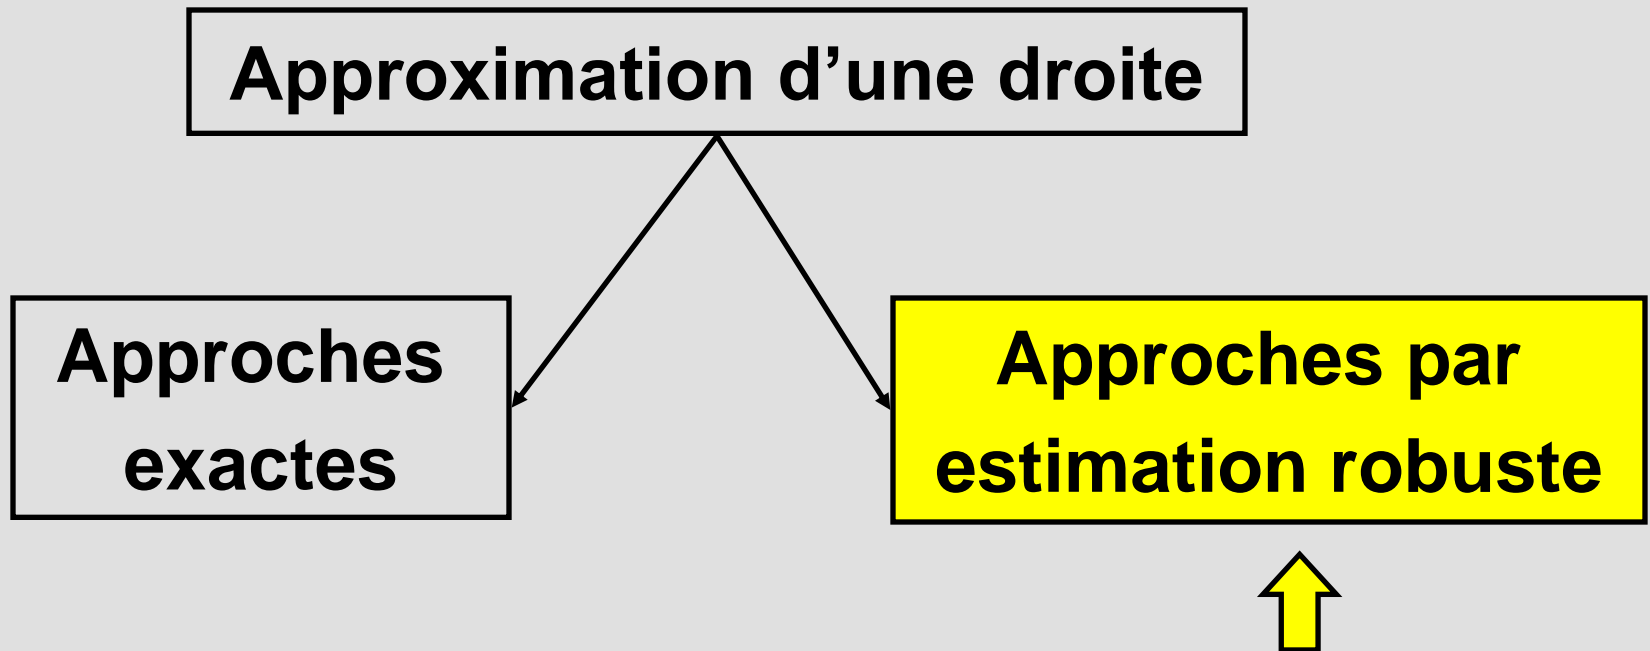 Approximation d’une droite
Approches
exactes
Approches par
estimation robuste